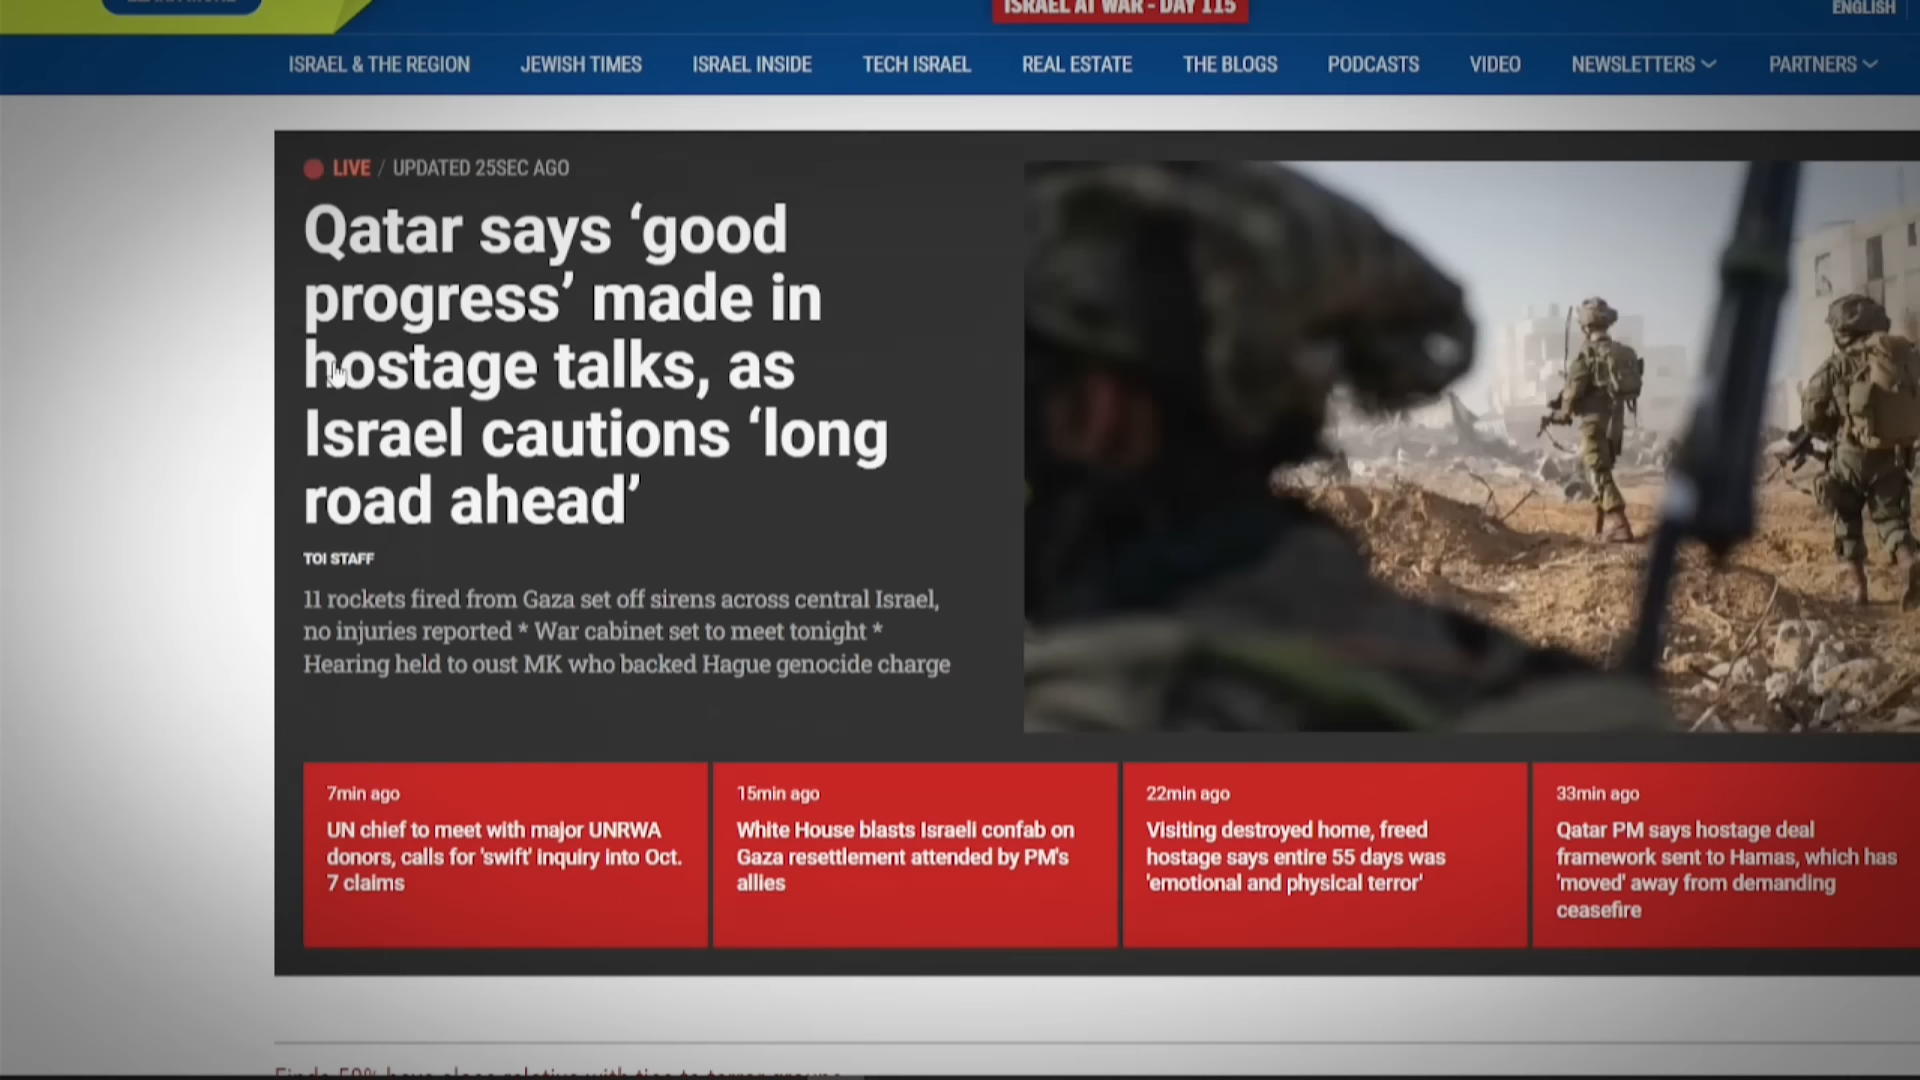 ISRAEL AT WAR - DAY 115
ENGLISH
ISRAEL & THE REGION JEWISH TIMES ISRAEL INSIDE TECH ISRAEL REAL ESTATE THE BLOGS PODCASTS VIDEO NEWSLETTERS PARTNERS
LIVE / UPDATED 25SEC AGO
Qatar says ‘good
progress’ made in
hostage talks, as
Israel cautions ‘long
road ahead’
TOI STAFF
11 rockets fired from Gaza set off sirens across central Israel,
no injuries reported * War cabinet set to meet tonight *
Hearing held to oust MK who backed Hague genocide charge
7min ago
UN chief to meet with major UNRWA
donors, calls for 'swift' inquiry into Oct.
7 claims
15min ago
White House blasts Israeli confab on
Gaza resettlement attended by PM's
allies
22min ago
Visiting destroyed home, freed
hostage says entire 55 days was
'emotional and physical terror'
33min ago
Qatar PM says hostage deal
framework sent to Hamas, which has
'moved' away from demanding
ceasefire